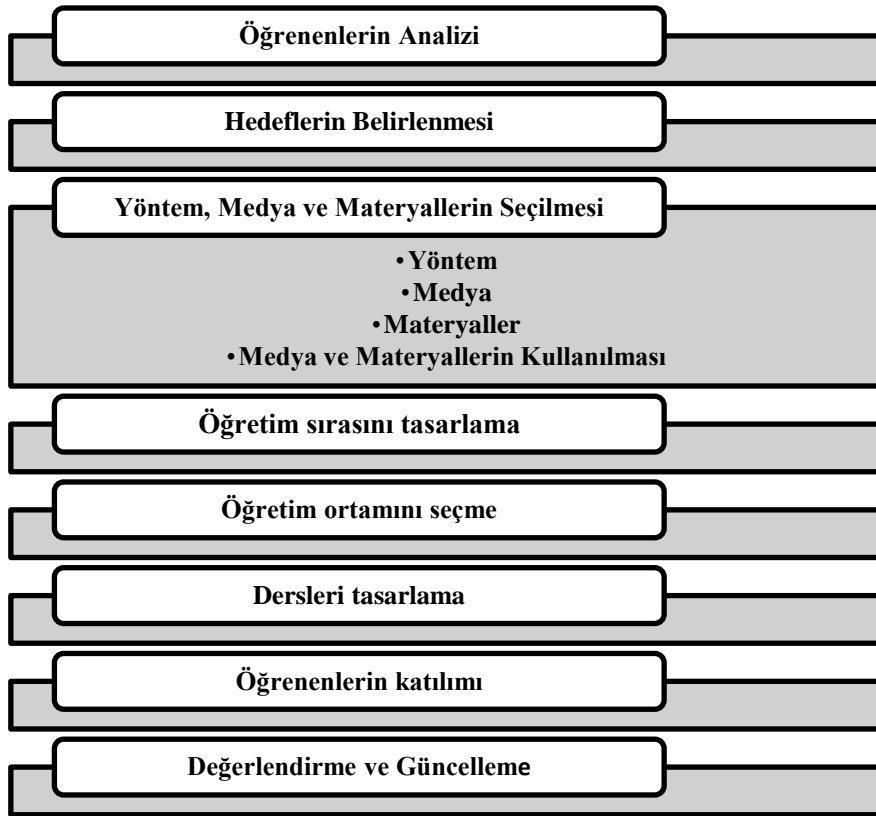 Öğrenenlerin Analizi
Hedeflerin Belirlenmesi
Yöntem, Medya ve Materyallerin Seçilmesi
•Yöntem
•Medya
•Materyaller
•Medya ve Materyallerin Kullanılması
Öğretim sırasını tasarlama
Öğretim ortamını seçme
Dersleri tasarlama
Öğrenenlerin katılımı
Değerlendirme ve Güncelleme